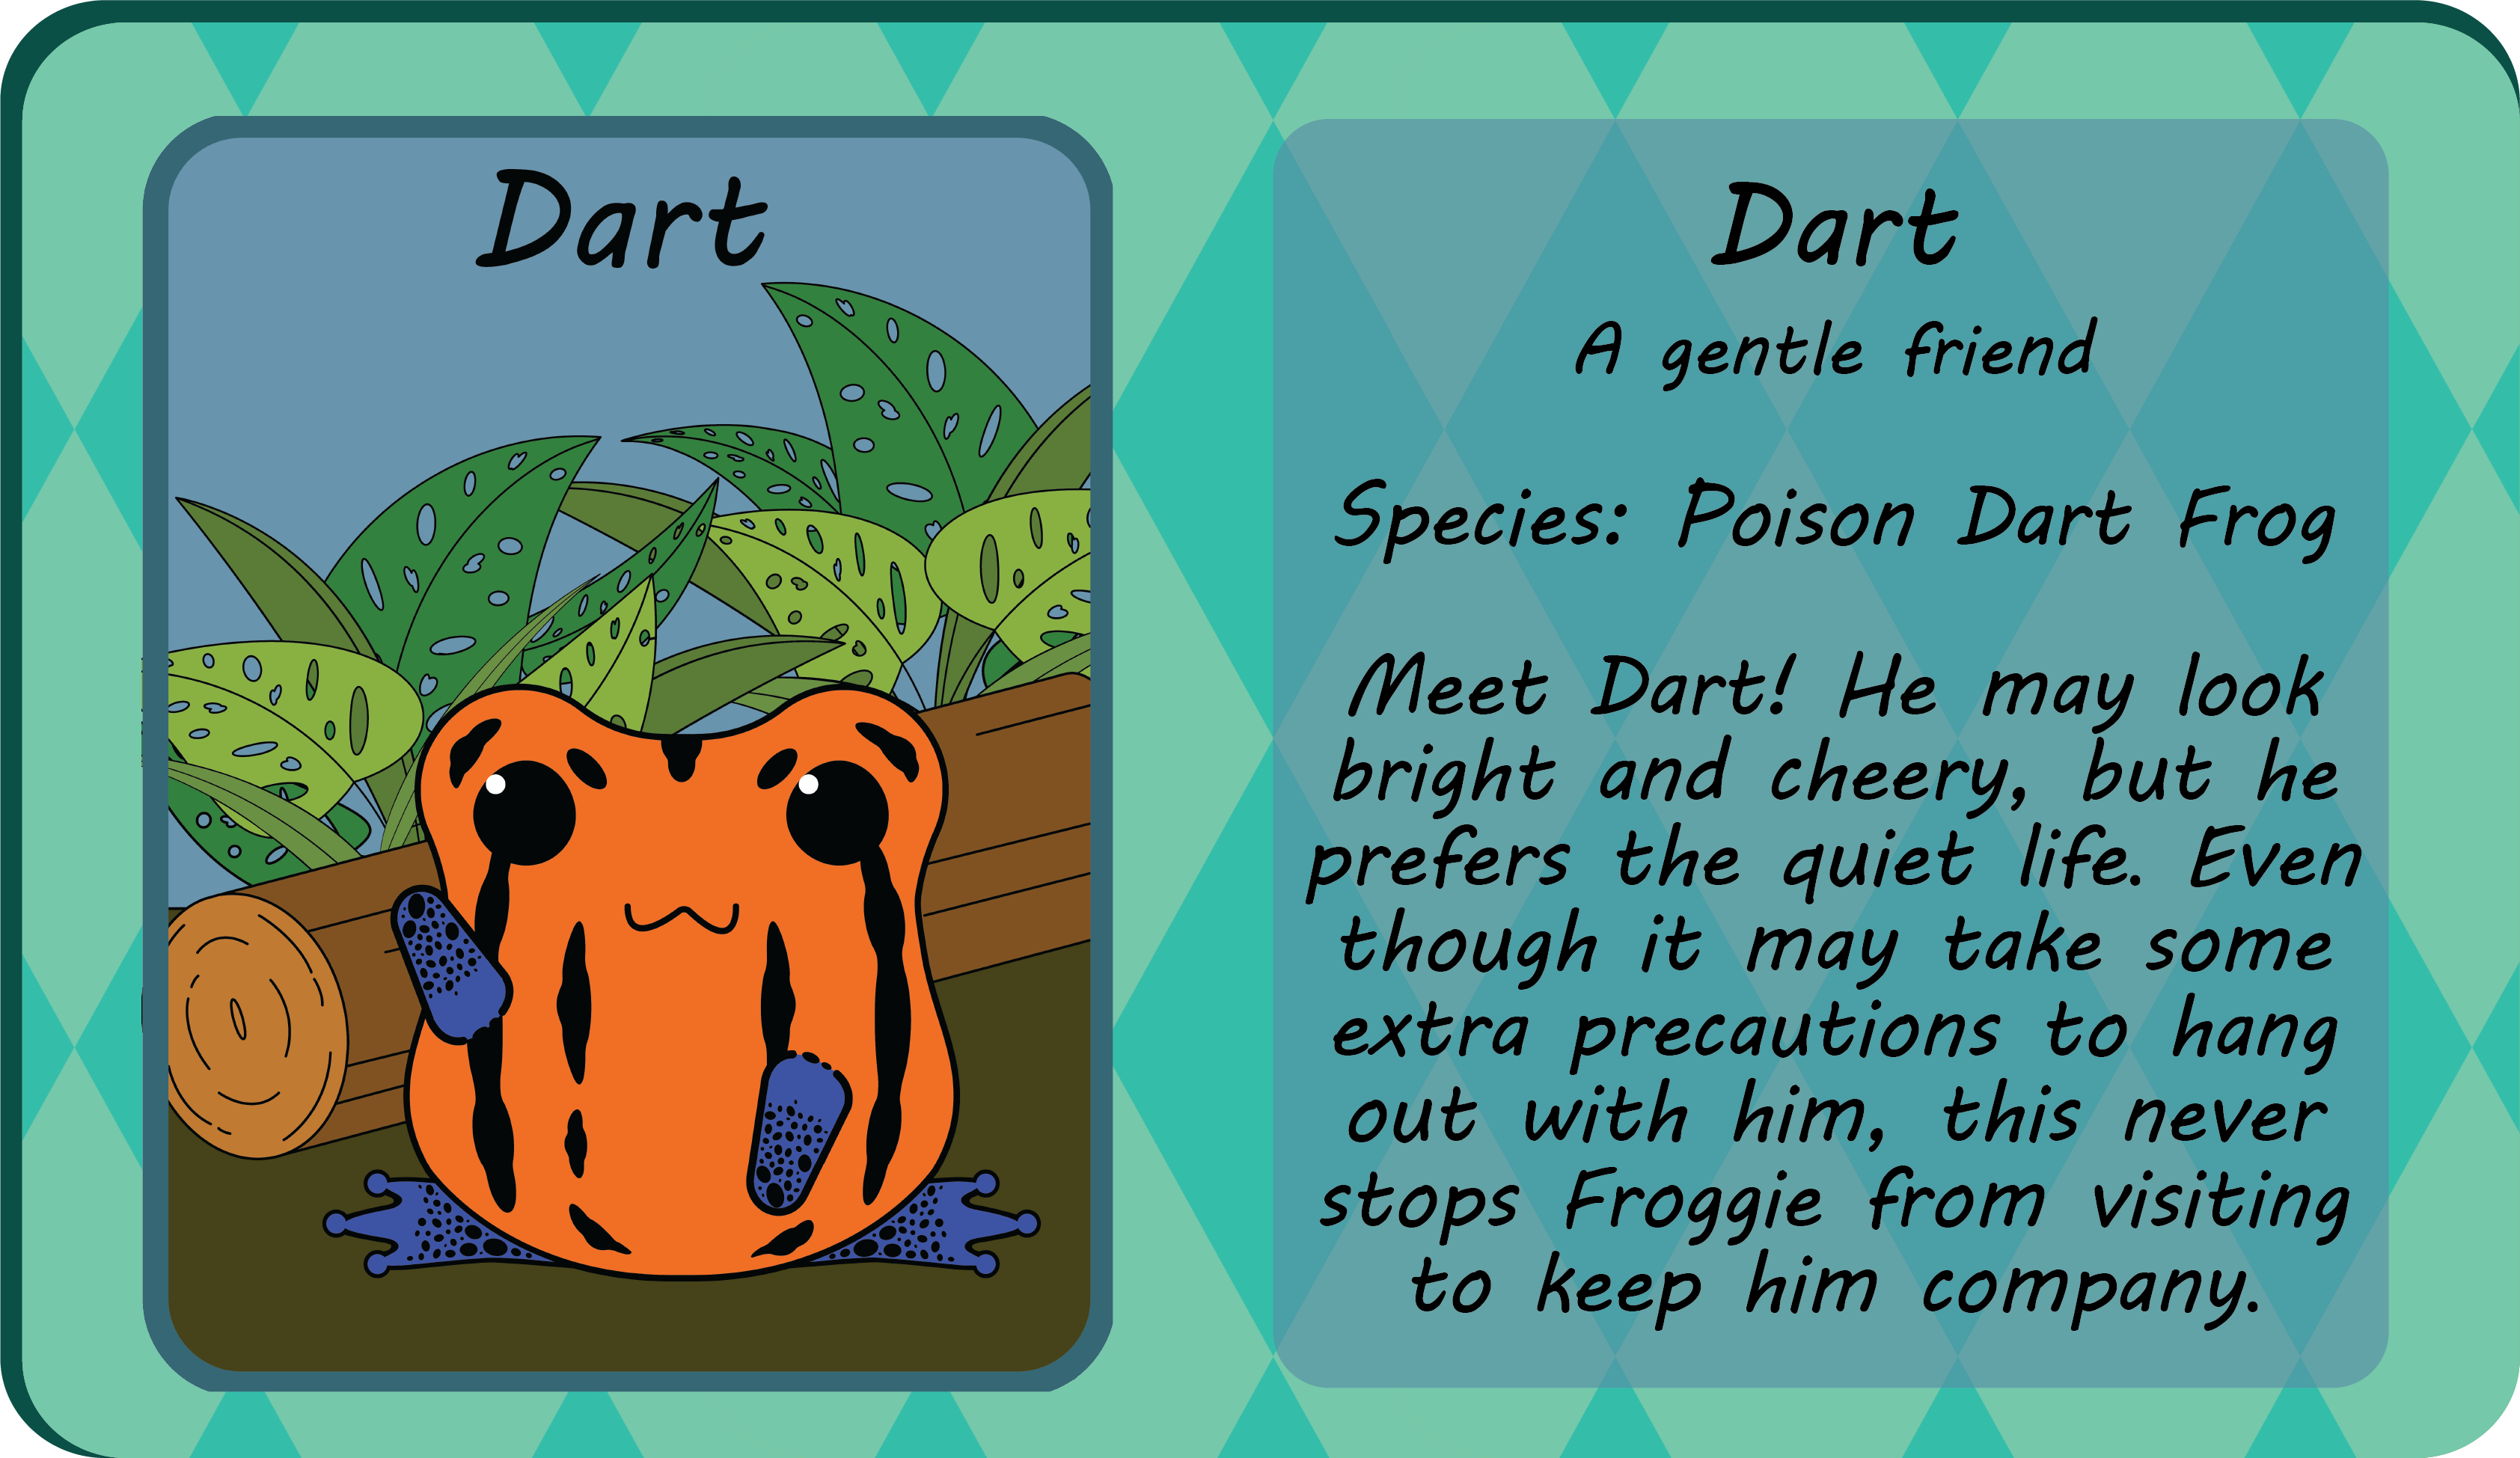 Dart
Dart
A gentle friend
Species: Poison Dart Frog
Meet Dart! He may look
bright and cheery, but he
prefers the quiet life. Even
though it may take some
extra precautions to hang
out with him, this never
stops Froggie from visiting
to keep him company.